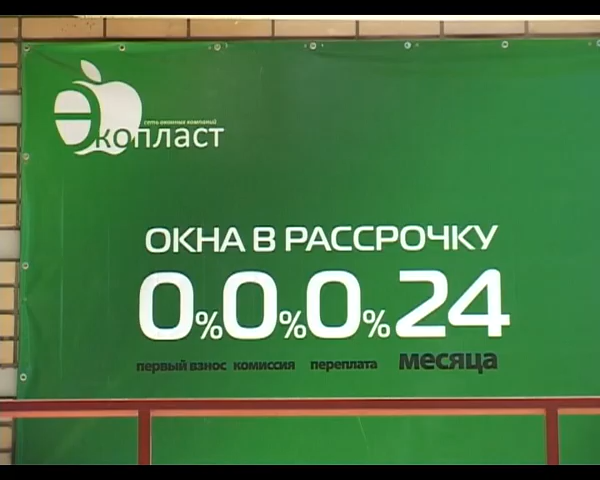 сеть оконных компаний
Экопласт
ОКНА В РАССРОЧКУ
0% 0% 0% 24
первый взнос комиссия переплата месяца